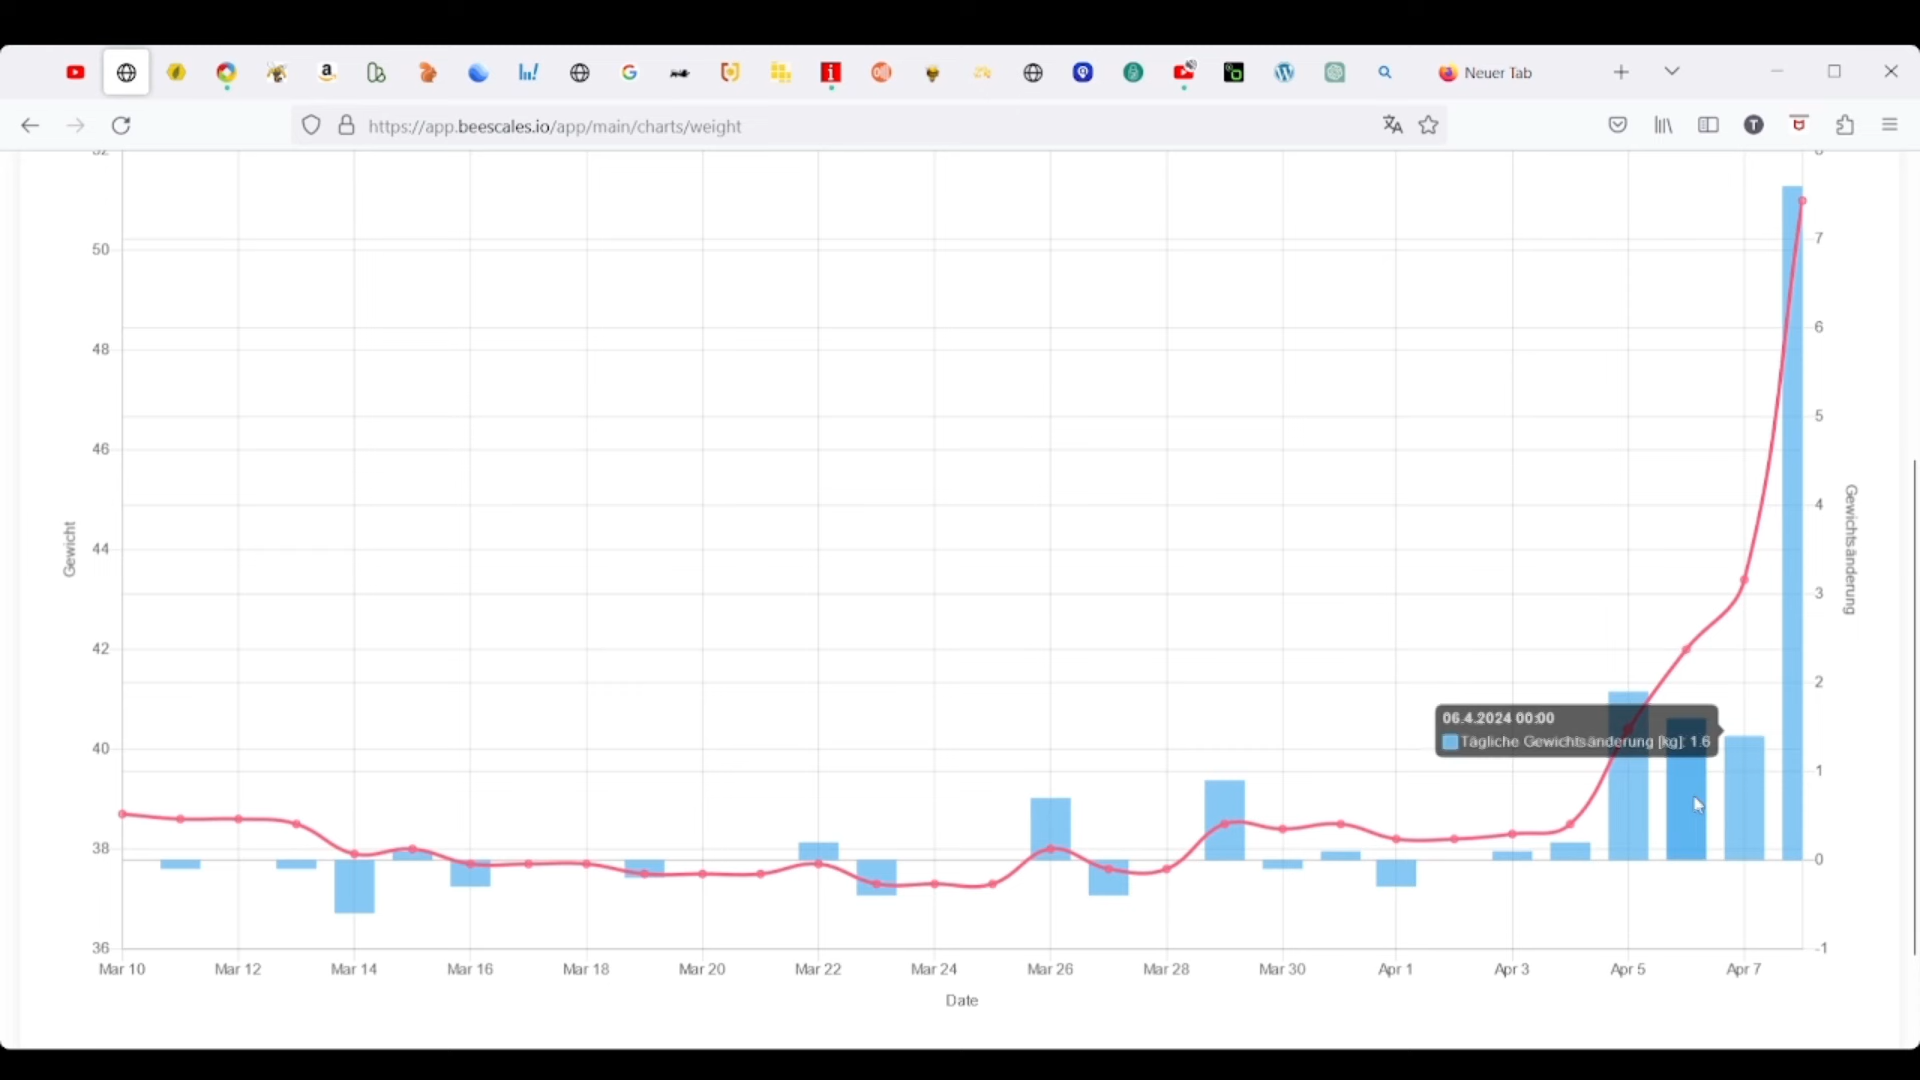 Neuer Tab
https://app.beescales.io/app/main/charts/weight
52
8
50
7
48
6
46
5
Gewicht
44
4
Gewichtsänderung
3
42
2
06.4.2024 00:00
Tägliche Gewichtsänderung [kg]: 1.6
40
1
38
0
36
-1
Mar 10 Mar 12 Mar 14 Mar 16 Mar 18 Mar 20 Mar 22 Mar 24 Mar 26 Mar 28 Mar 30 Apr 1 Apr 3 Apr 5 Apr 7
Date